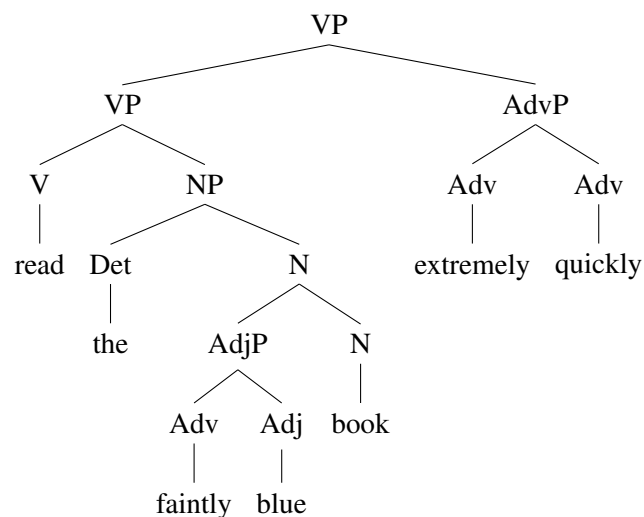 VP
VP AdvP
V NP Adv Adv
read Det N extremely quickly
the AdjP N
Adv Adj book
faintly blue